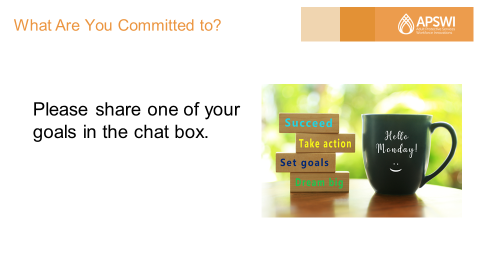 What Are You Committed to?
APSWI
Please share one of your
goals in the chat box.
Succeed
Take action
Set goals
Dream big
Hello
Monday!